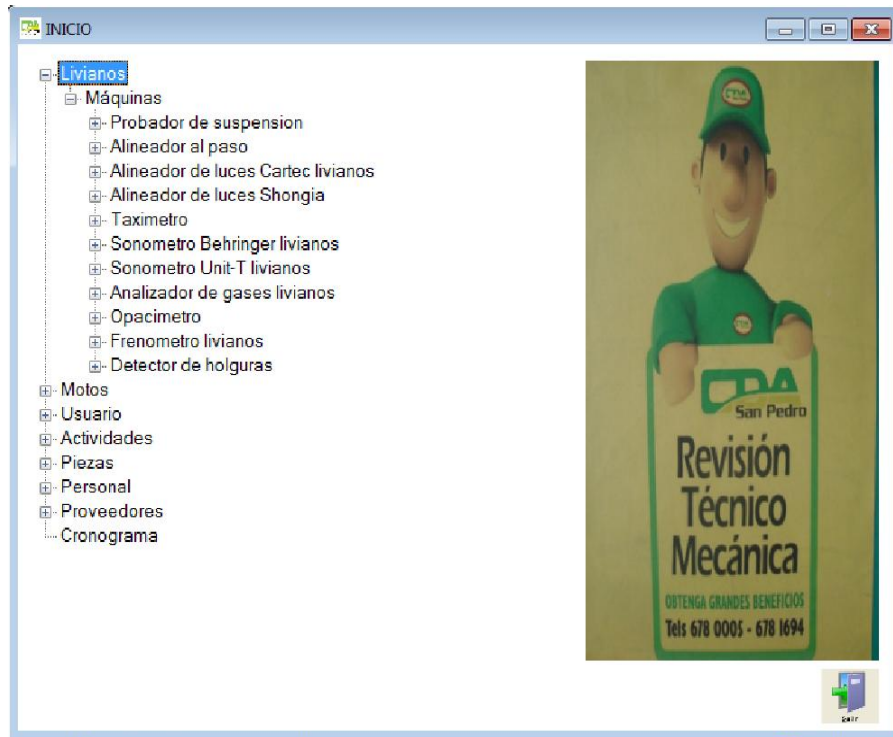 INICIO
Livianos
Máquinas
Probador de suspension
Alineador al paso
Alineador de luces Cartec livianos
Alineador de luces Shongia
Taximetro
Sonometro Behringer livianos
Sonometro Unit-T livianos
Analizador de gases livianos
Opacimetro
Frenometro livianos
Detector de holguras
Motos
Usuario
Actividades
Piezas
Personal
Proveedores
Cronograma
CDA
CDA
San Pedro
Revisión
Técnico
Mecánica
OBTENGA GRANDES BENEFICIOS
Tels 678 0005 - 678 1694